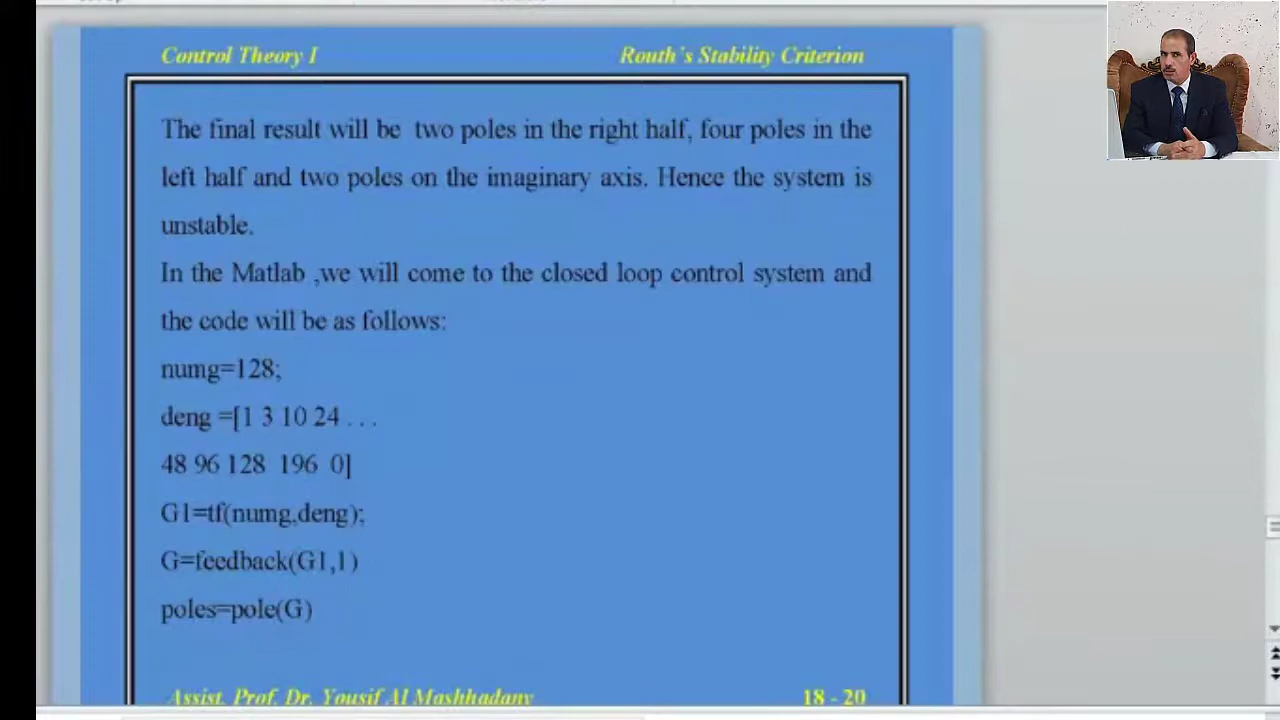 Control Theory I Routh's Stability Criterion
The final result will be two poles in the right half, four poles in the
left half and two poles on the imaginary axis. Hence the system is
unstable.
In the Matlab ,we will come to the closed loop control system and
the code will be as follows:
numg=128;
deng =[1 3 10 24 . . .
48 96 128 196 0]
G1=tf(numg,deng);
G=feedback(G1,1)
poles=pole(G)
Assist. Prof. Dr. Yousif Al Mashhadany 18 - 20